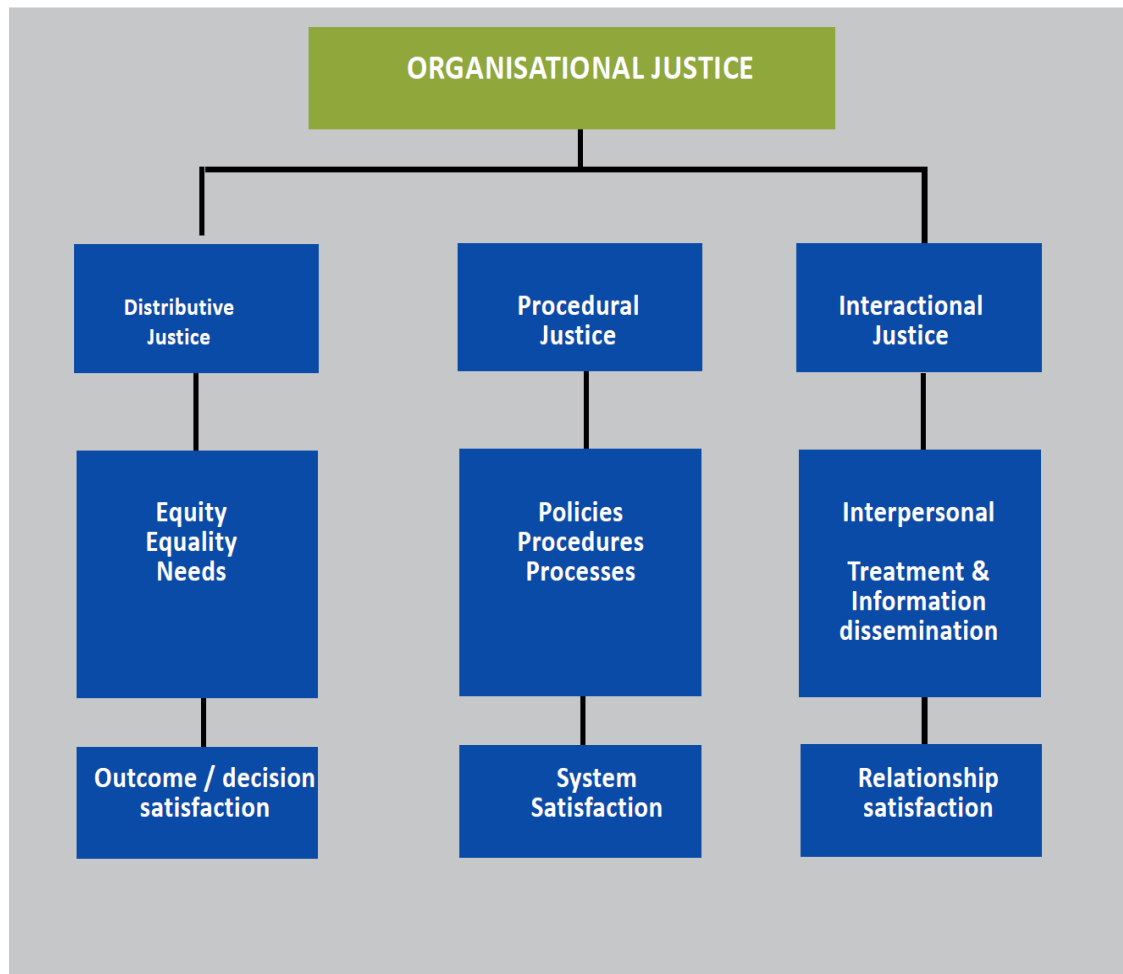 ORGANISATIONAL JUSTICE
Distributive
Justice
Procedural
Justice
Interactional
Justice
Equity
Equality
Needs
Policies
Procedures
Processes
Interpersonal
Treatment &
Information
dissemination
Outcome / decision
satisfaction
System
Satisfaction
Relationship
satisfaction